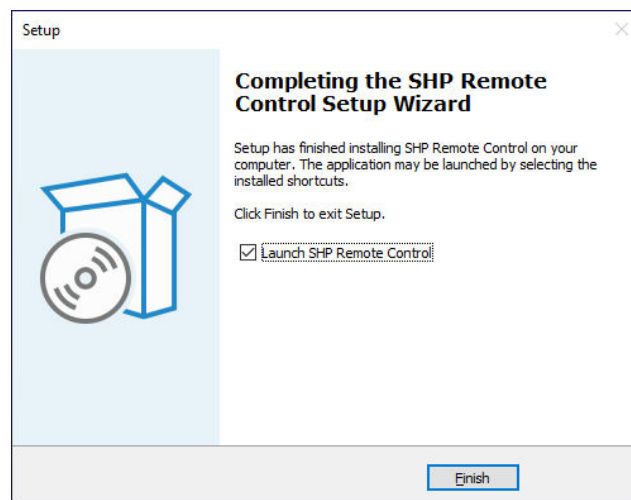 Setup
Completing the SHP Remote
Control Setup Wizard
Setup has finished installing SHP Remote Control on your
computer. The application may be launched by selecting the
installed shortcuts.
Click Finish to exit Setup.
Launch SHP Remote Control
Finish